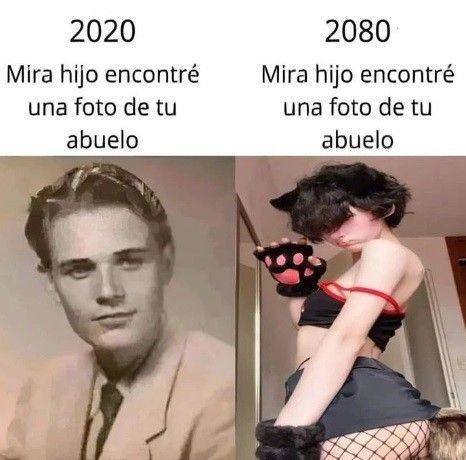 2020
Mira hijo encontré
una foto de tu
abuelo
2080
Mira hijo encontré
una foto de tu
abuelo